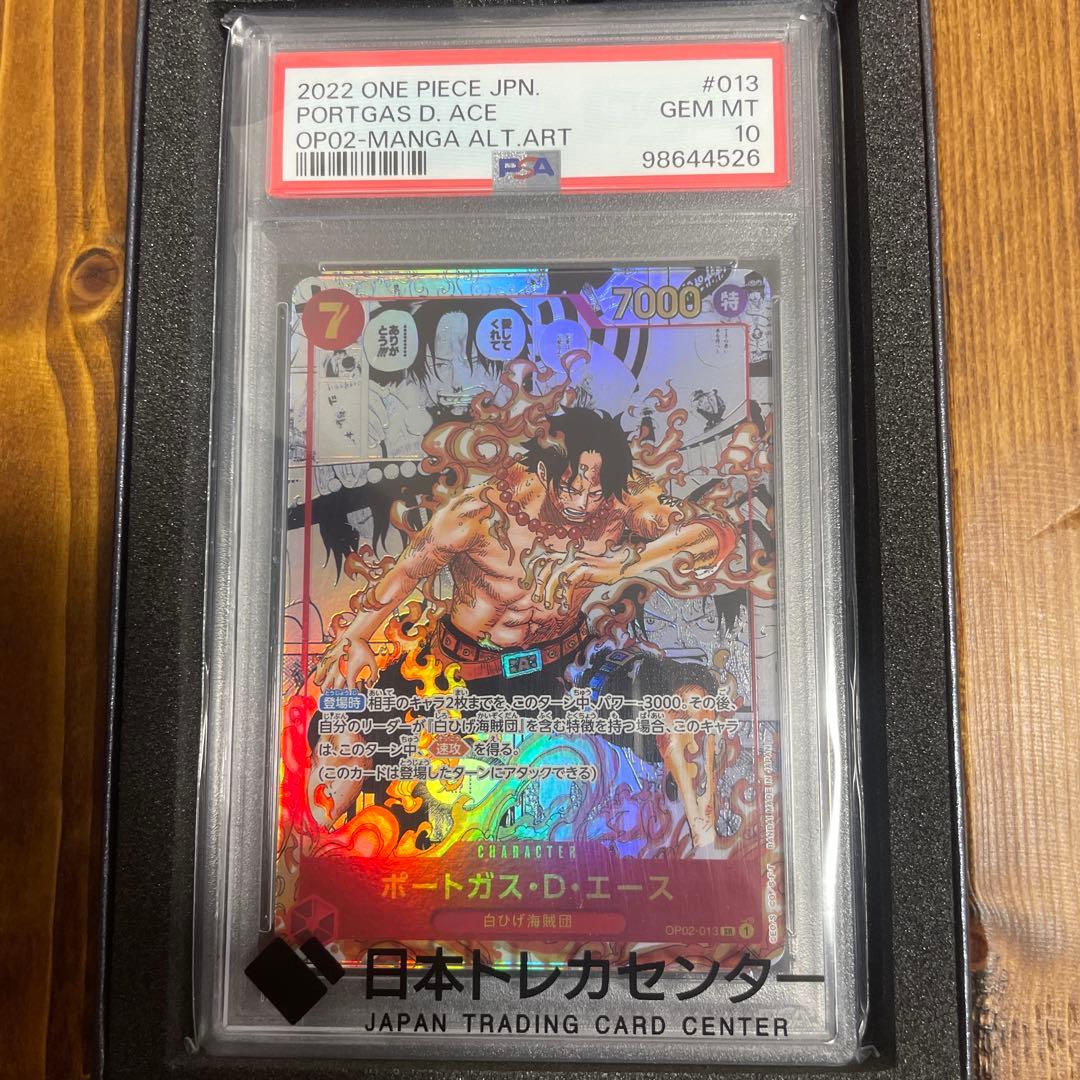 2022 ONE PIECE JPN. #013
PORTGAS D. ACE GEM MT
OP02-MANGA ALT.ART 10
98644526
PSA
7
7000
特
…………
ありが
とう!!!
愛して
くれて
登場時 相手のキャラ2枚までを、このターン中、パワー-3000。その後、
自分のリーダーが『白ひげ海賊団』を含む特徴を持つ場合、このキャラ
は、このターン中、速攻 を得る。
(このカードは登場したターンにアタックできる)
CHARACTER
ポートガス・D・エース
白ひげ海賊団
OP02-013 SR 1
日本トレカセンター
JAPAN TRADING CARD CENTER